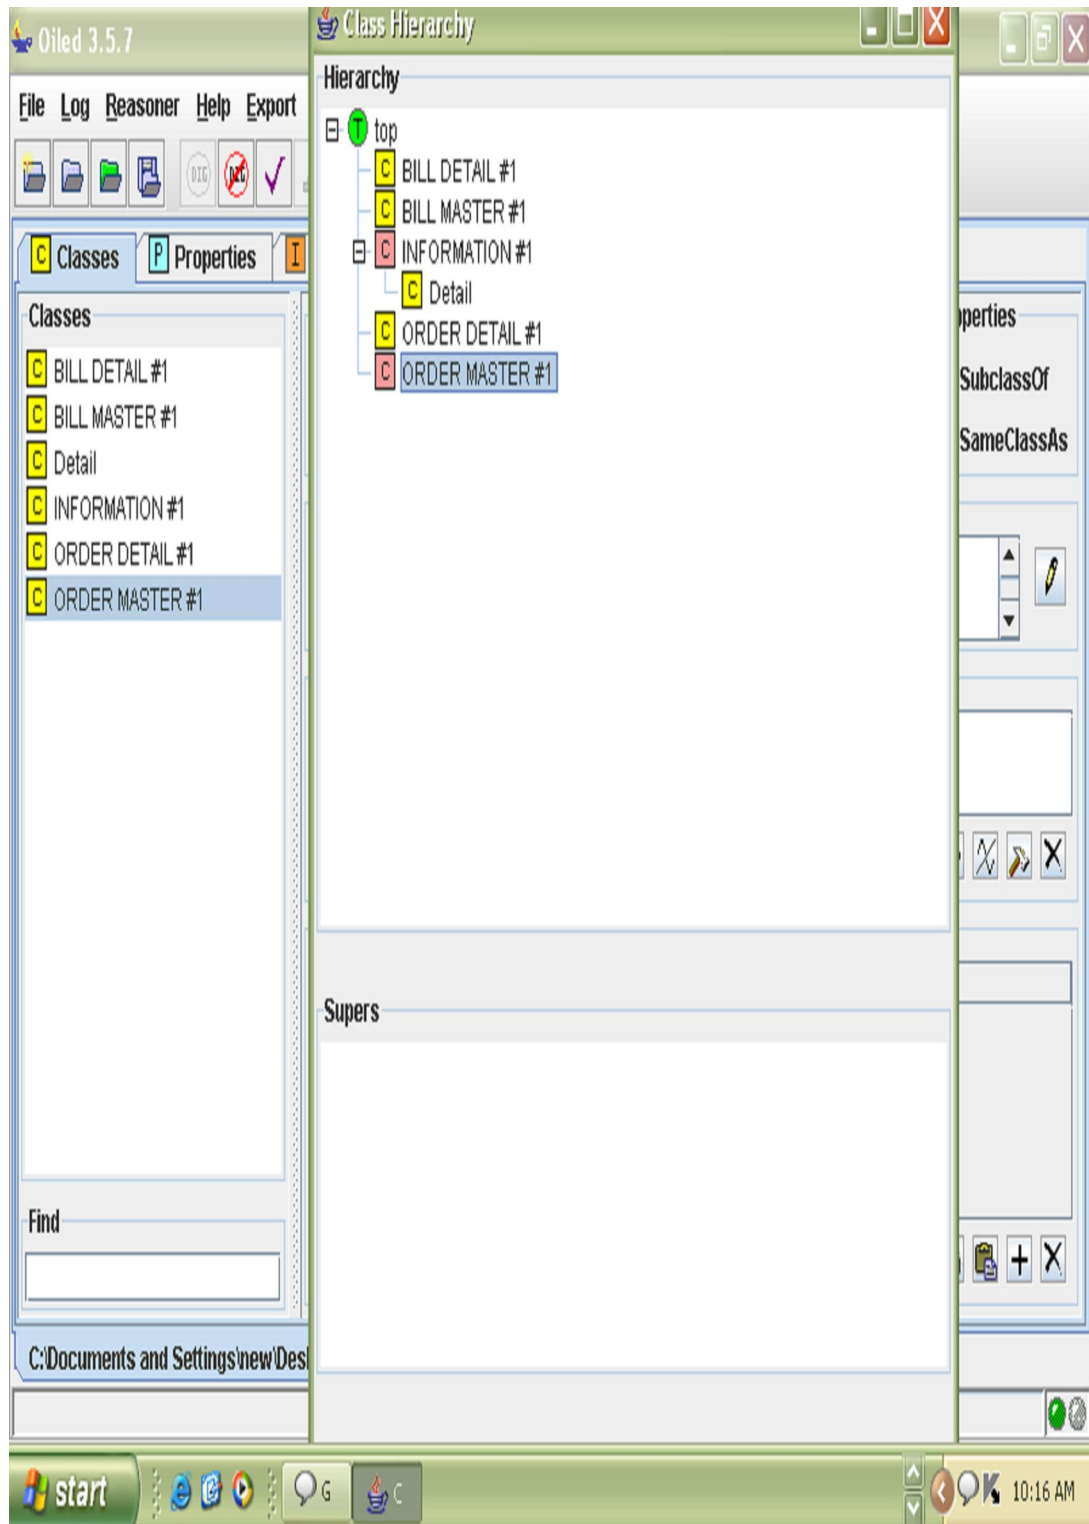 Oiled 3.5.7
File Log Reasoner Help Export
DIG DIG
C Classes P Properties I
Classes
C BILL DETAIL #1
C BILL MASTER #1
C Detail
C INFORMATION #1
C ORDER DETAIL #1
C ORDER MASTER #1
Find
C:\Documents and Settings\new\Des
Class Hierarchy
Hierarchy
T top
C BILL DETAIL #1
C BILL MASTER #1
C INFORMATION #1
C Detail
C ORDER DETAIL #1
C ORDER MASTER #1
Supers
perties
SubclassOf
SameClassAs
start
G
C
K
10:16 AM